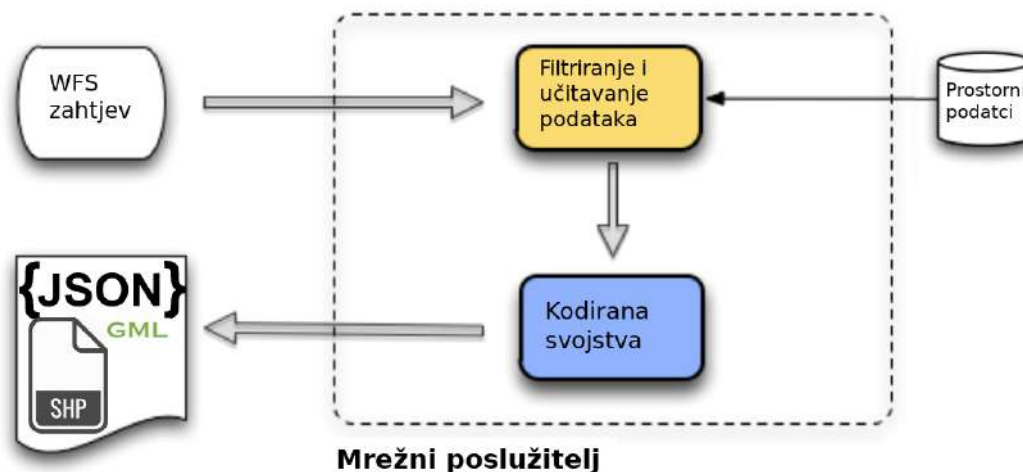 WFS
zahtjev
Filtriranje i
učitavanje
podataka
Prostorni
podatci
{JSON}
GML
SHP
Kodirana
svojstva
Mrežni poslužitelj